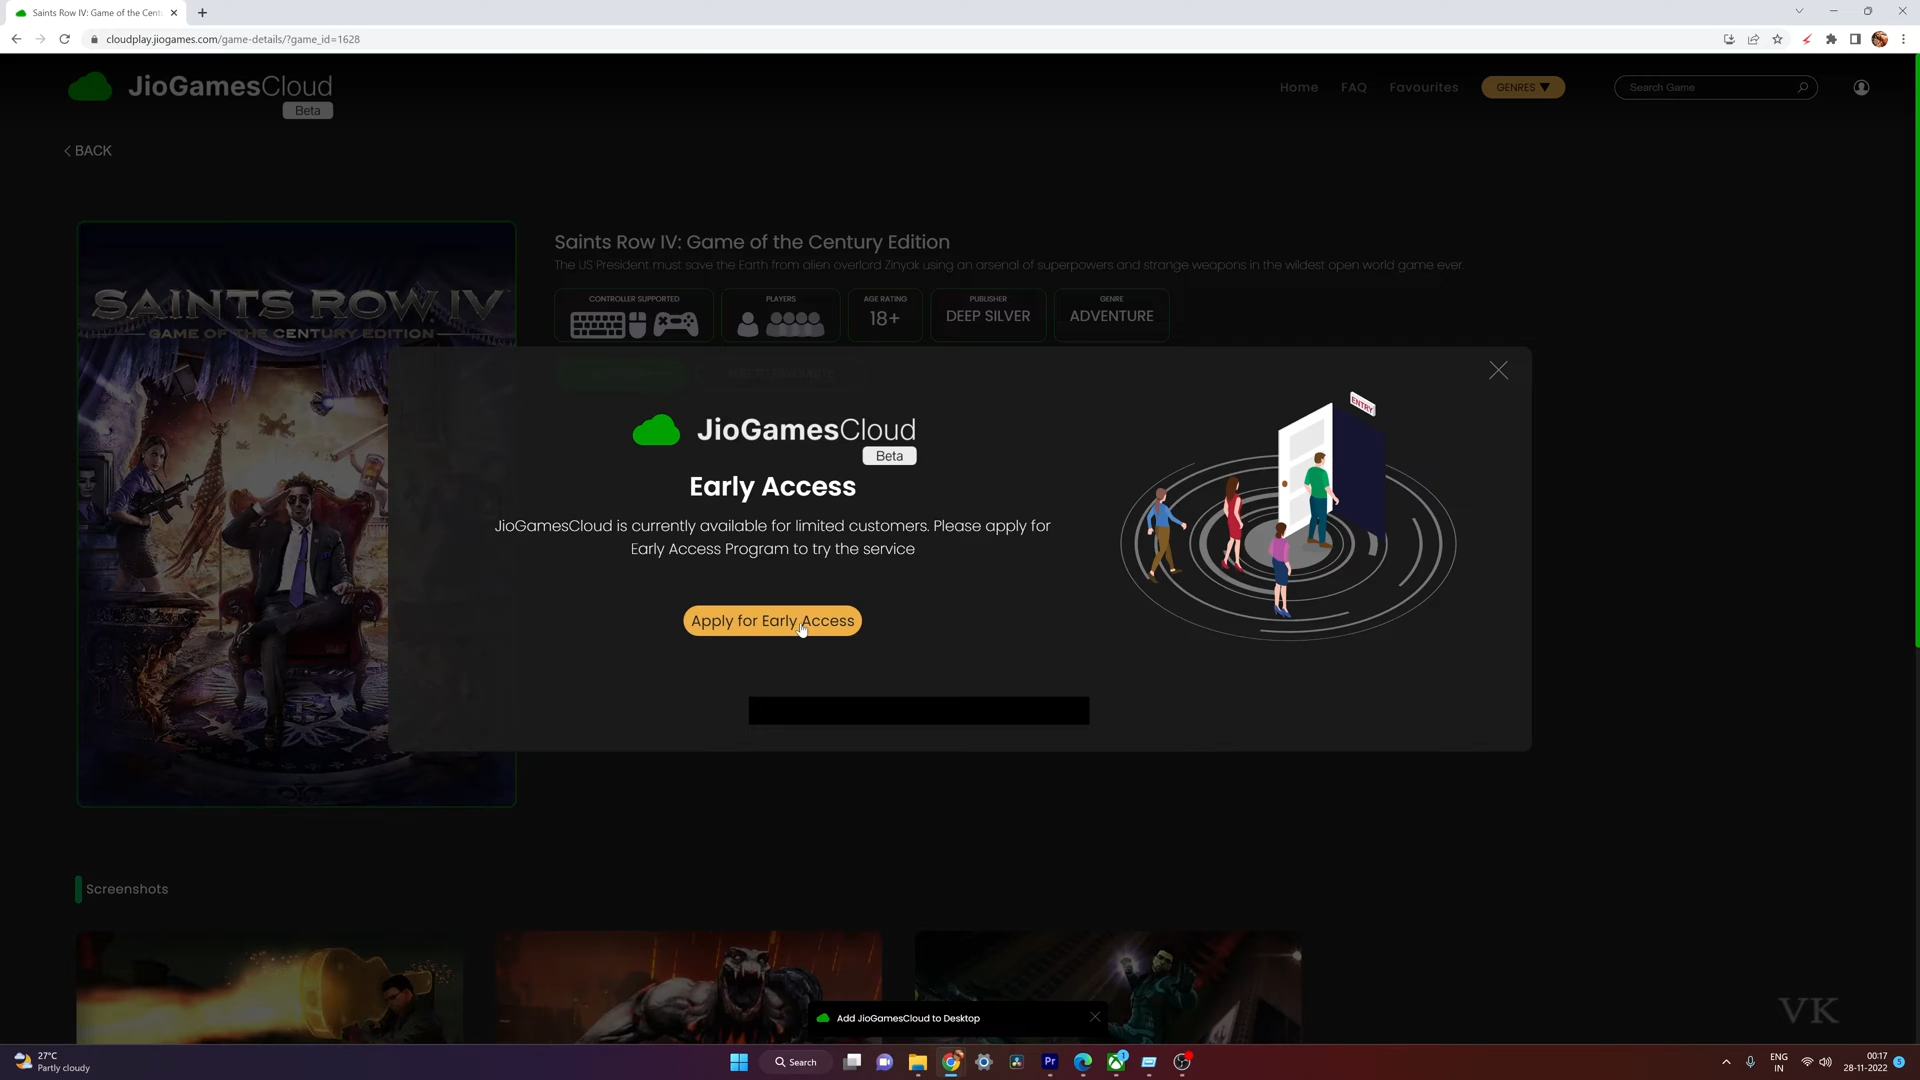 Saints Row IV: Game of the Cent
cloudplay.jiogames.com/game-details/?game_id=1628
JioGamesCloud
Beta
Home
FAQ
Favourites
GENRES ▼
Search Game
BACK
SAINTS ROW IV
GAME OF THE CENTURY EDITION
Saints Row IV: Game of the Century Edition
The US President must save the Earth from alien overlord Zinyak using an arsenal of superpowers and strange weapons in the wildest open world game ever.
CONTROLLER SUPPORTED
PLAYERS
AGE RATING
18+
PUBLISHER
DEEP SILVER
GENRE
ADVENTURE
JioGamesCloud
Beta
Early Access
JioGamesCloud is currently available for limited customers. Please apply for
Early Access Program to try the service
Apply for Early Access
ENTRY
Screenshots
Add JioGamesCloud to Desktop
VK
27°C
Partly cloudy
Search
Pr
1
ENG
IN
00:17
28-11-2022
5